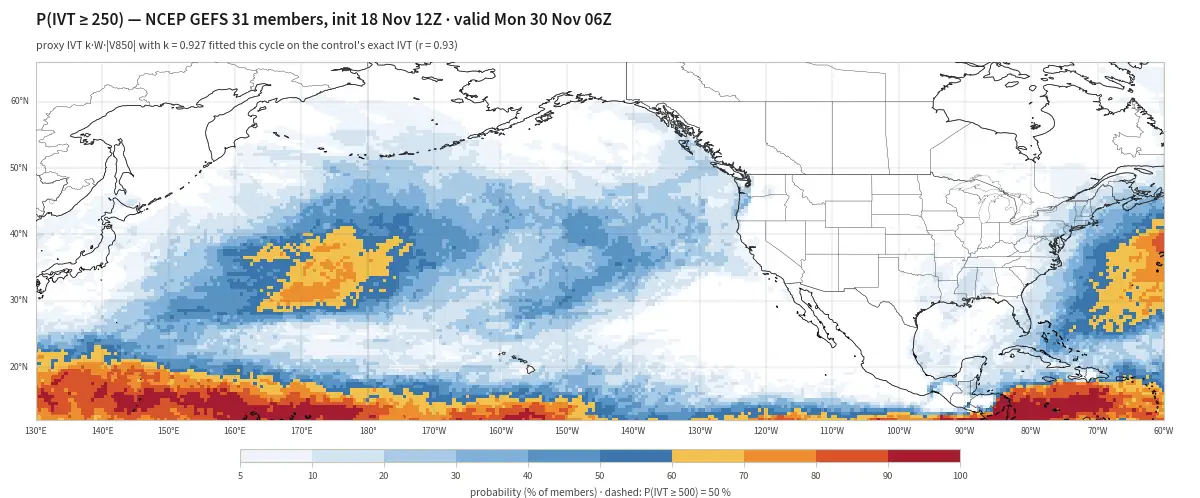 P(IVT ≥ 250) — NCEP GEFS 31 members, init 18 Nov 12Z · valid Mon 30 Nov 06Z
proxy IVT k·W·|V850| with k = 0.927 fitted this cycle on the control's exact IVT (r = 0.93)
60°N
50°N
40°N
30°N
20°N
130°E 140°E 150°E 160°E 170°E 180° 170°W 160°W 150°W 140°W 130°W 120°W 110°W 100°W 90°W 80°W 70°W 60°W
5 10 20 30 40 50 60 70 80 90 100
probability (% of members) · dashed: P(IVT ≥ 500) = 50 %